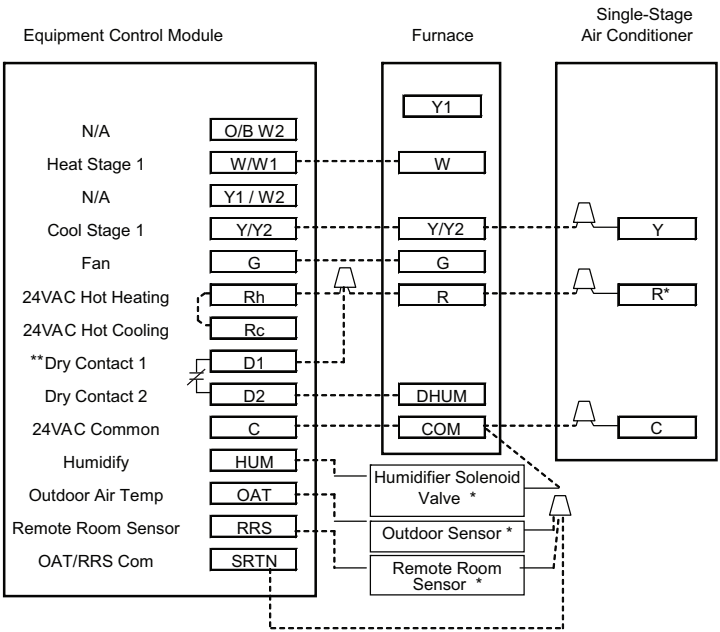 Equipment Control Module
Furnace
Single-Stage
Air Conditioner
Y1
N/A O/B W2
Heat Stage 1 W/W1 W
N/A Y1 / W2
Cool Stage 1 Y/Y2 Y/Y2 Y
Fan G G
24VAC Hot Heating Rh R R*
24VAC Hot Cooling Rc
**Dry Contact 1 D1
Dry Contact 2 D2 DHUM
24VAC Common C COM C
Humidify HUM
Humidifier Solenoid
Valve *
Outdoor Air Temp OAT
Outdoor Sensor *
Remote Room Sensor RRS
OAT/RRS Com SRTN
Remote Room
Sensor *